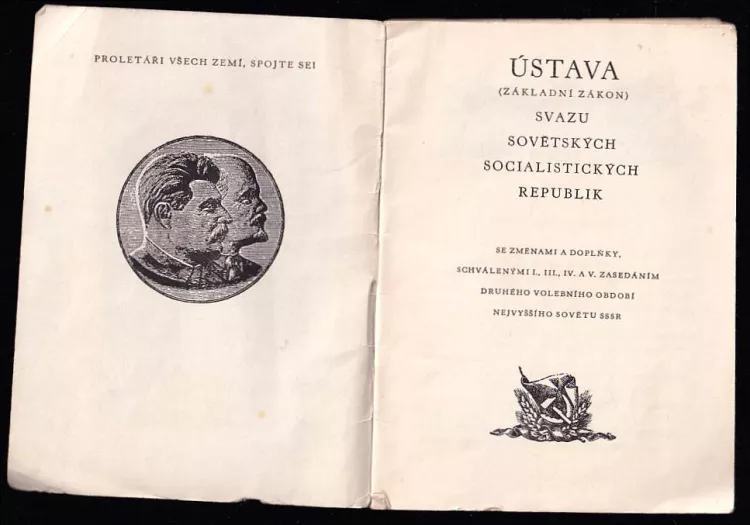 PROLETÁŘI VŠECH ZEMÍ, SPOJTE SE!
ÚSTAVA
(ZÁKLADNÍ ZÁKON)
SVAZU
SOVĚTSKÝCH
SOCIALISTICKÝCH
REPUBLIK
SE ZMĚNAMI A DOPLŇKY,
SCHVÁLENÝMI I., III., IV. A V. ZASEDÁNÍM
DRUHÉHO VOLEBNÍHO OBDOBÍ
NEJVYŠŠÍHO SOVĚTU SSSR